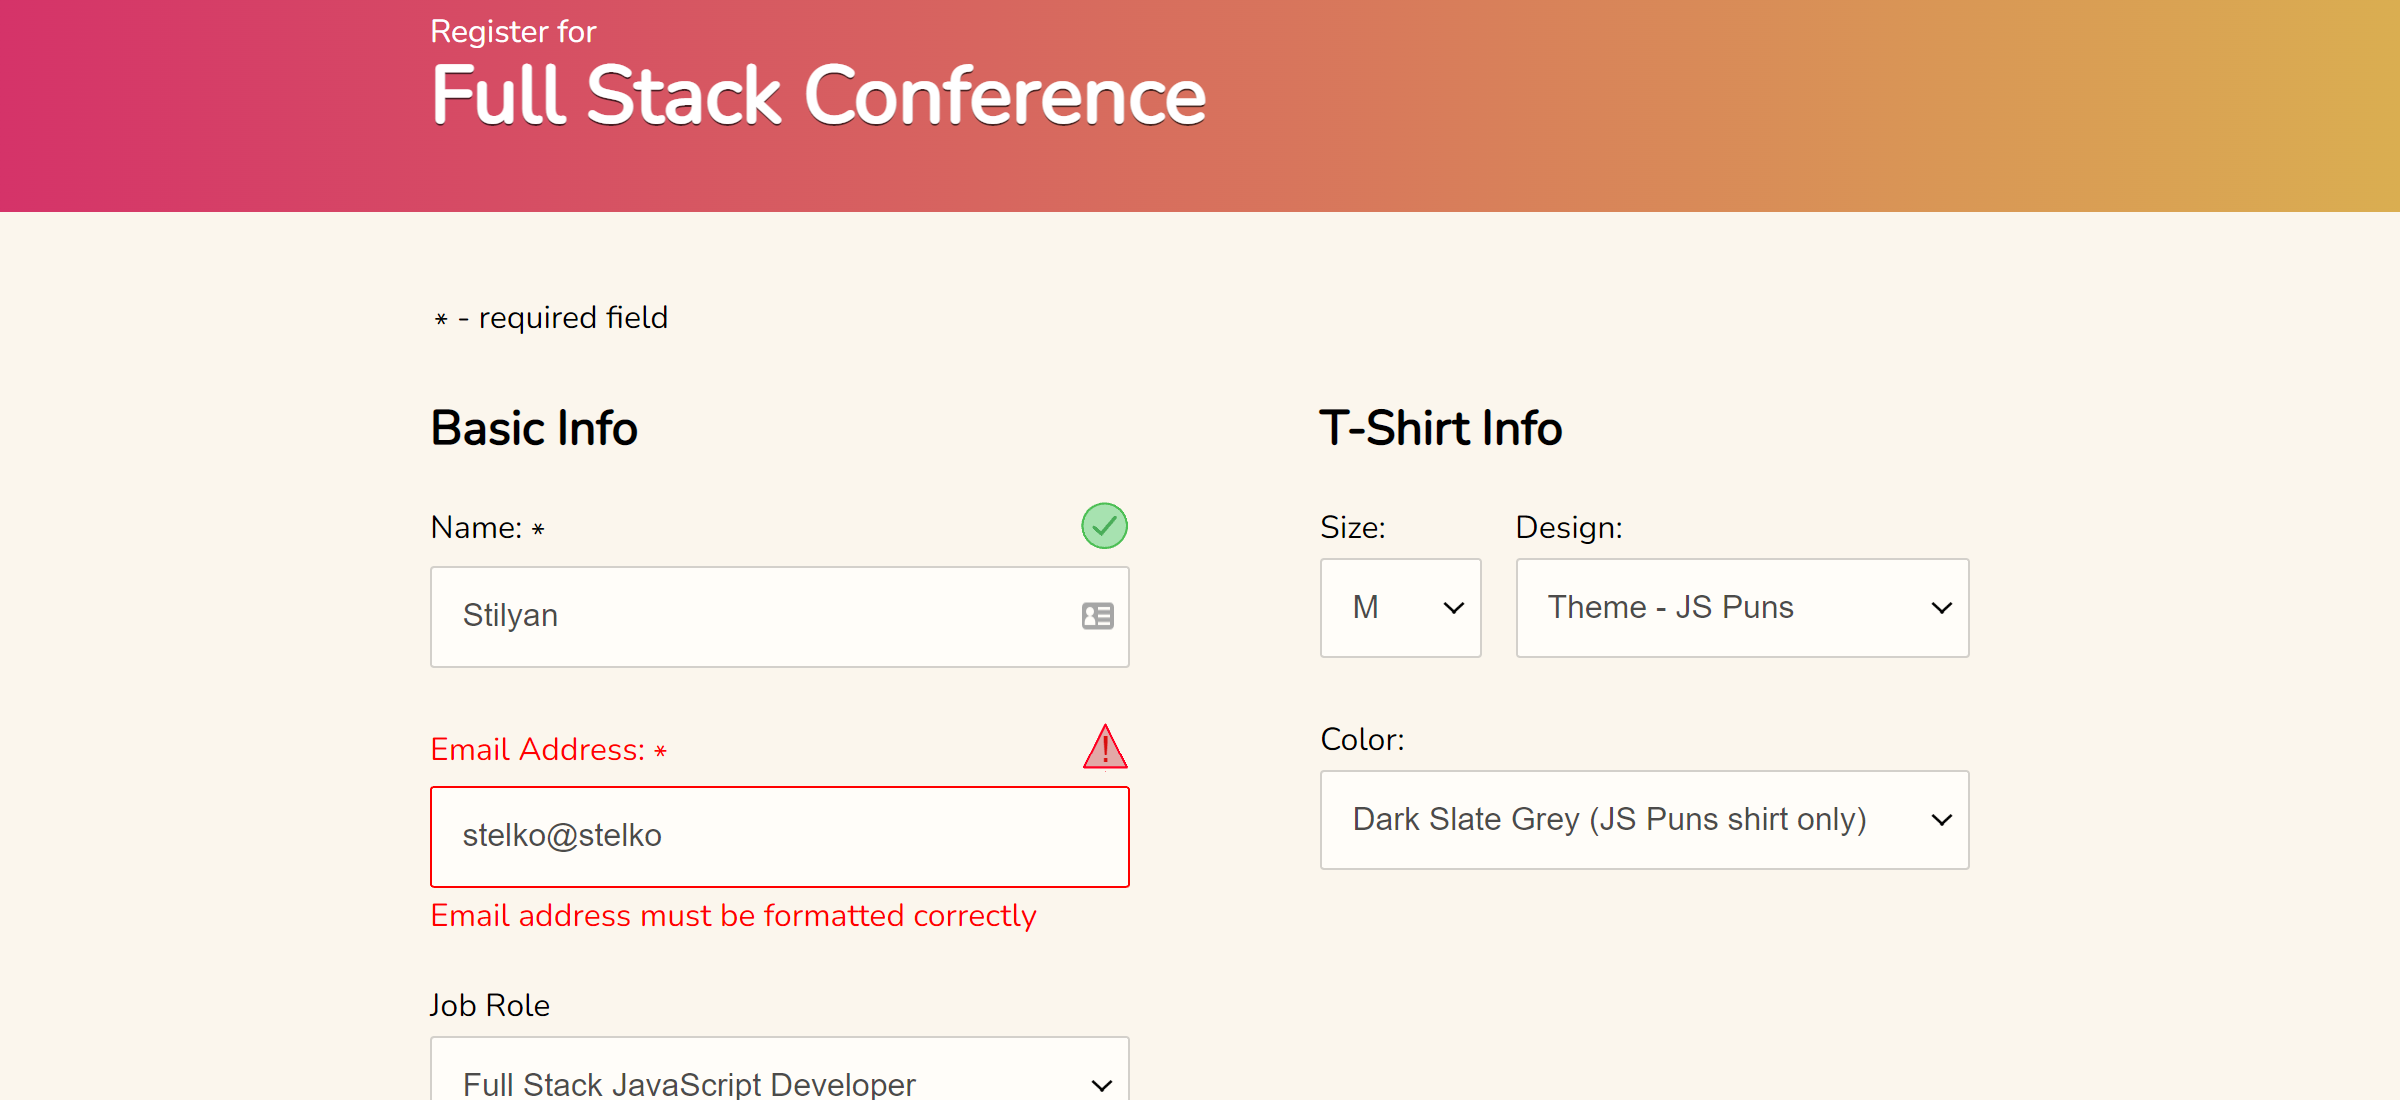 Register for
Full Stack Conference
* - required field
Basic Info
Name: *
Stilyan
Email Address: *
!
stelko@stelko
Email address must be formatted correctly
Job Role
Full Stack JavaScript Developer
T-Shirt Info
Size:
M
Design:
Theme - JS Puns
Color:
Dark Slate Grey (JS Puns shirt only)